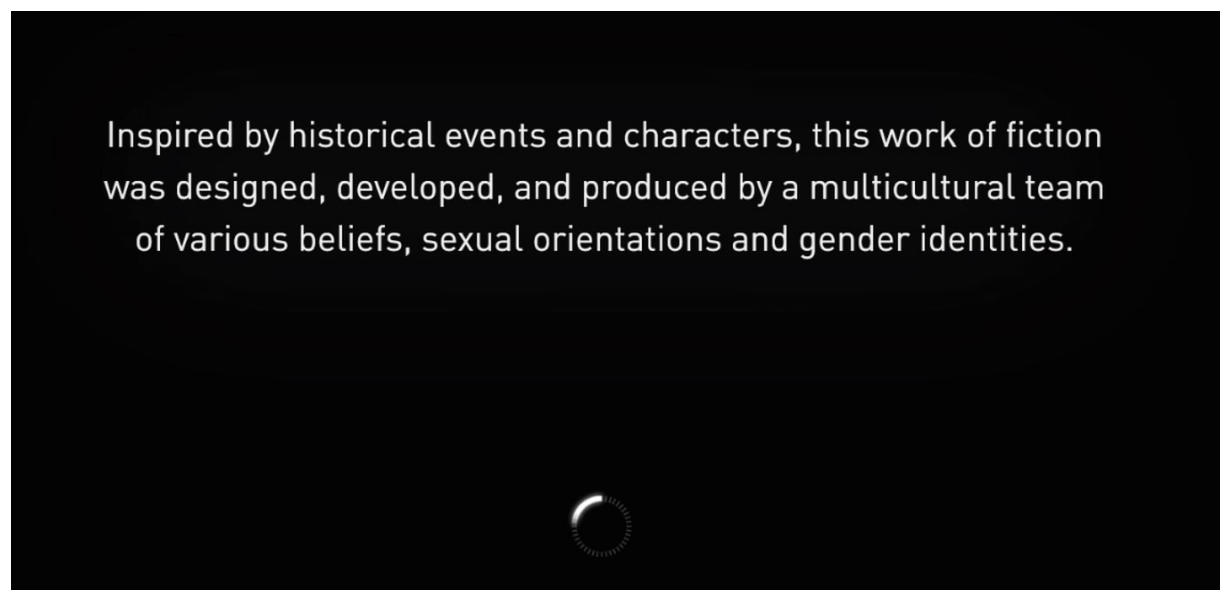 Inspired by historical events and characters, this work of fiction
was designed, developed, and produced by a multicultural team
of various beliefs, sexual orientations and gender identities.